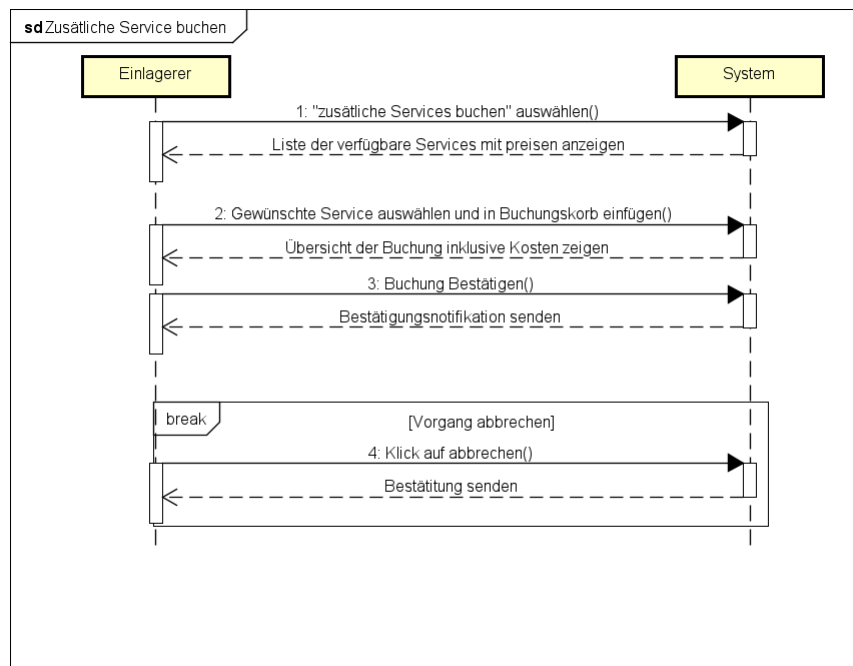 sd Zusätliche Service buchen
Einlagerer
System
1: "zusätliche Services buchen" auswählen()
Liste der verfügbare Services mit preisen anzeigen
2: Gewünschte Service auswählen und in Buchungskorb einfügen()
Übersicht der Buchung inklusive Kosten zeigen
3: Buchung Bestätigen()
Bestätigungsnotifikation senden
break
[Vorgang abbrechen]
4: Klick auf abbrechen()
Bestätitung senden